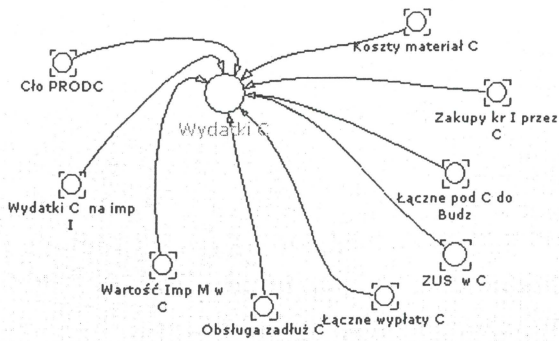 Koszty materiał C
Cło PRODC
Zakupy kr I przez
C
Wydatki C
Łączne pod C do
Budz
Wydatki C na imp
I
ZUS w C
Wartość Imp M w
C
Łączne wypłaty C
Obsługa zadłuż C